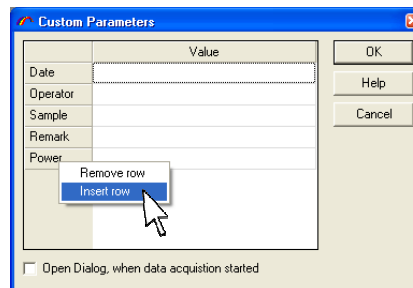 Custom Parameters
Value
OK
Date
Help
Operator
Sample
Cancel
Remark
Power
Remove row
Insert row
Open Dialog, when data acquistion started